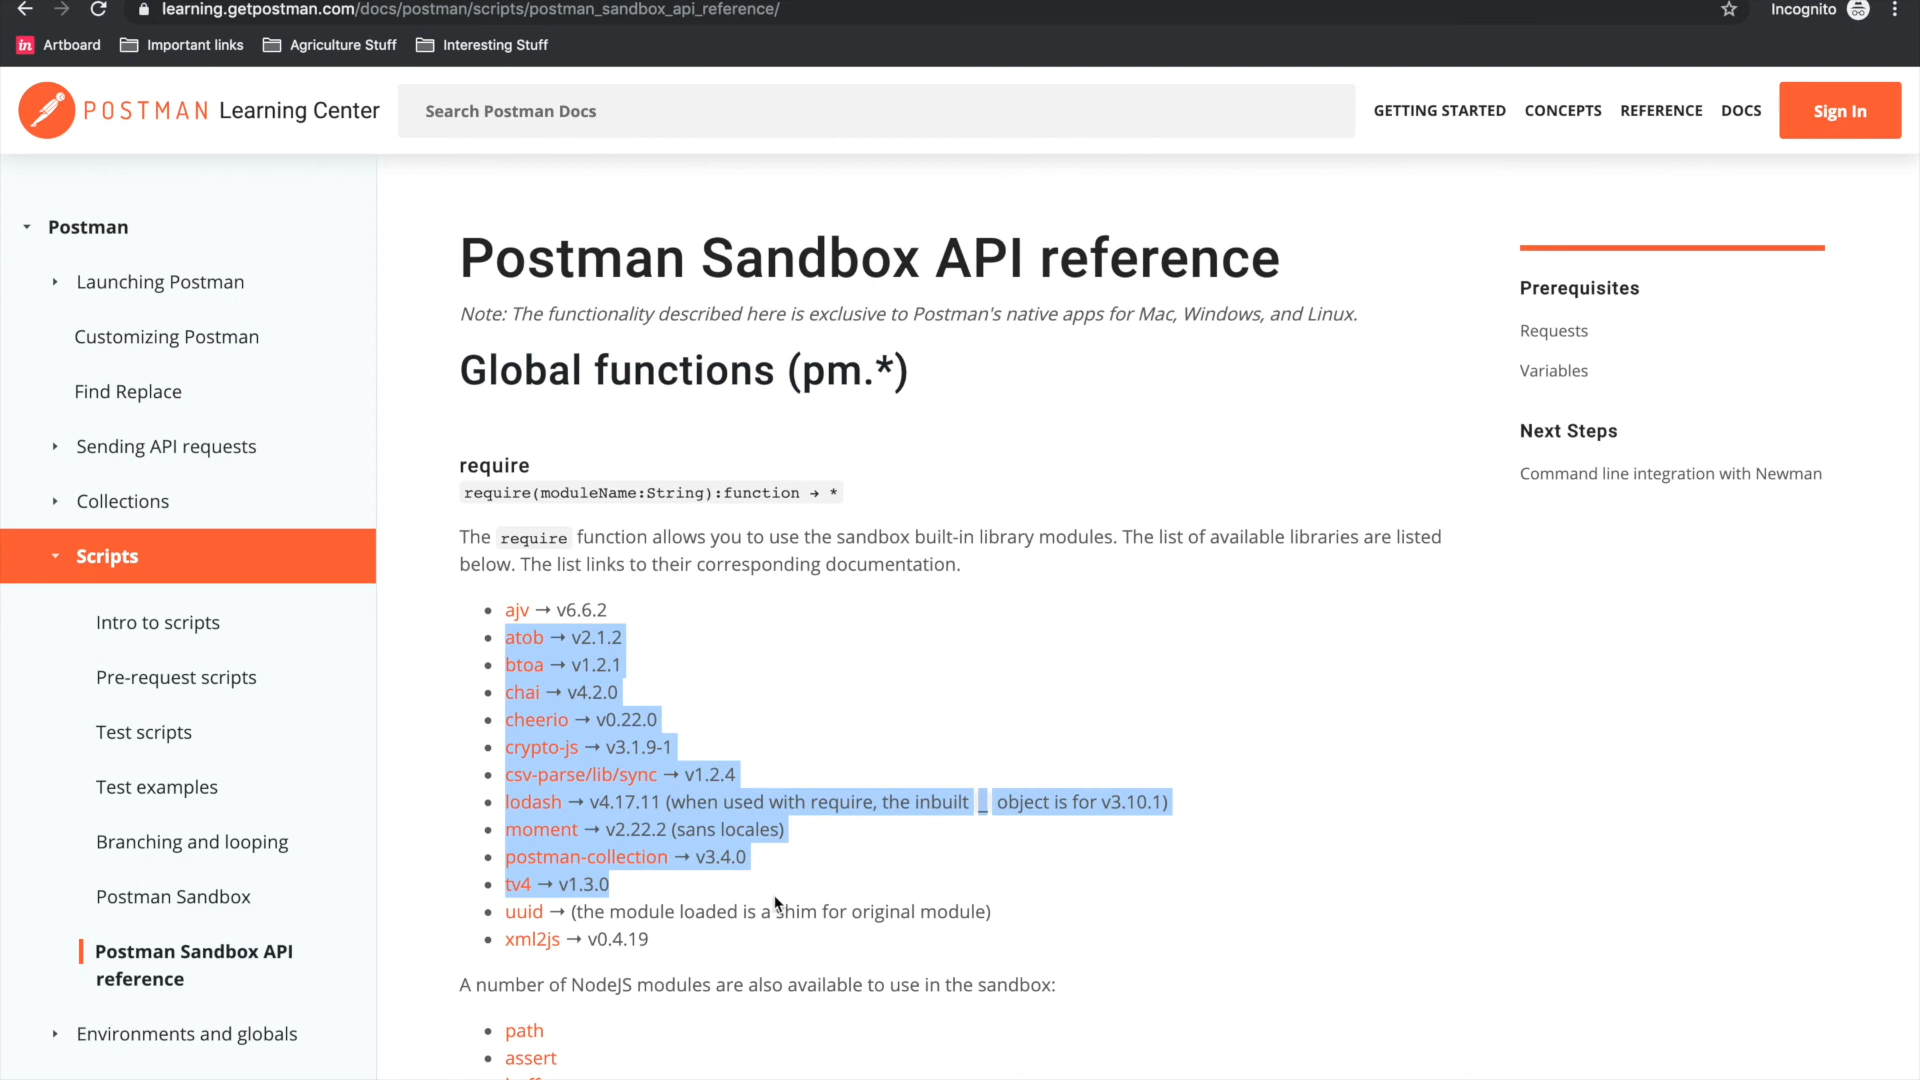 learning.getpostman.com/docs/postman/scripts/postman_sandbox_api_reference/
Incognito
in Artboard
Important links
Agriculture Stuff
Interesting Stuff
POSTMAN Learning Center
Search Postman Docs
GETTING STARTED
CONCEPTS
REFERENCE
DOCS
Sign In
Postman
Launching Postman
Customizing Postman
Find Replace
Sending API requests
Collections
Scripts
Intro to scripts
Pre-request scripts
Test scripts
Test examples
Branching and looping
Postman Sandbox
Postman Sandbox API
reference
Environments and globals
Postman Sandbox API reference
Note: The functionality described here is exclusive to Postman's native apps for Mac, Windows, and Linux.
Global functions (pm.*)
require
require(moduleName:String):function → *
The require function allows you to use the sandbox built-in library modules. The list of available libraries are listed
below. The list links to their corresponding documentation.
ajv → v6.6.2
atob → v2.1.2
btoa → v1.2.1
chai → v4.2.0
cheerio → v0.22.0
crypto-js → v3.1.9-1
csv-parse/lib/sync → v1.2.4
lodash → v4.17.11 (when used with require, the inbuilt _ object is for v3.10.1)
moment → v2.22.2 (sans locales)
postman-collection → v3.4.0
tv4 → v1.3.0
uuid → (the module loaded is a shim for original module)
xml2js → v0.4.19
A number of NodeJS modules are also available to use in the sandbox:
path
assert
Prerequisites
Requests
Variables
Next Steps
Command line integration with Newman